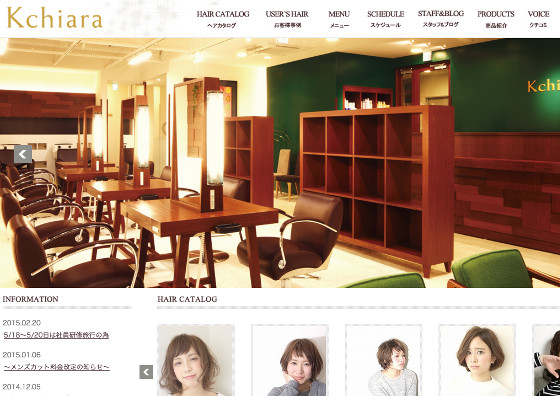 Kchiara
HAIR CATALOG
ヘアカタログ
USER'S HAIR
お客様事例
MENU
メニュー
SCHEDULE
スケジュール
STAFF&BLOG
スタッフ&ブログ
PRODUCTS
商品紹介
VOICE
クチコミ
Kchi
INFORMATION
2015.02.20
5/18〜5/20日は社員研修旅行の為
2015.01.06
〜メンズカット料金改定の知らせ〜
2014.12.05
HAIR CATALOG